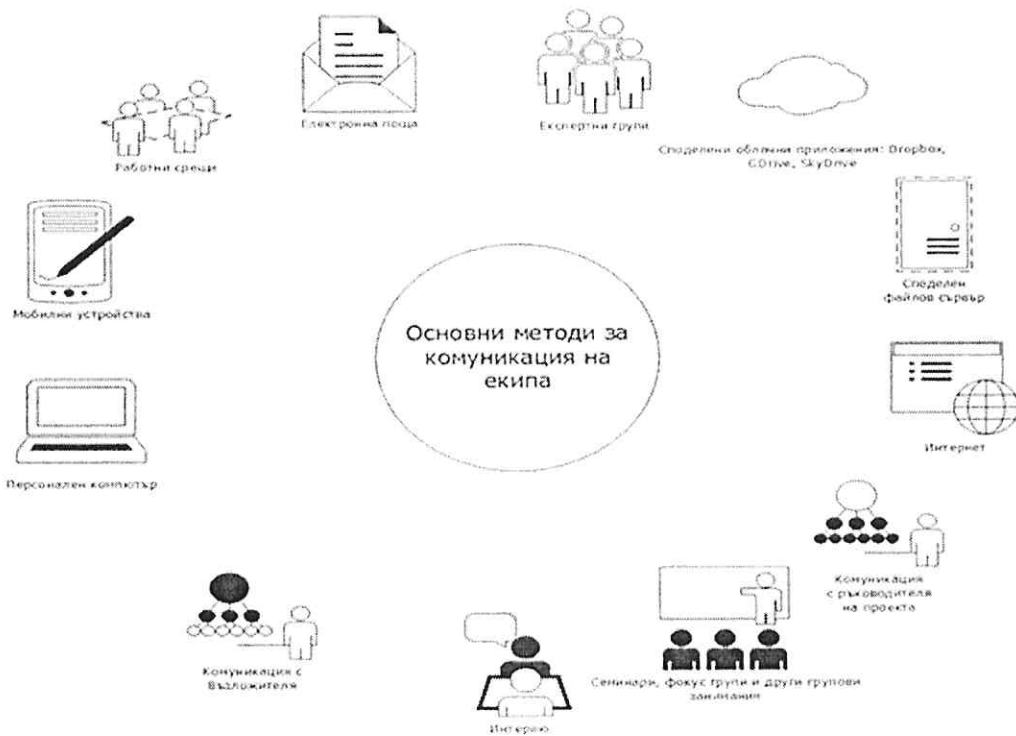 Електронна поща
Експертни групи
Работни срещи
Споделени облачни приложения: Dropbox,
GDrive, SkyDrive
Мобилни устройства
Споделен
файлов сървър
Основни методи за
комуникация на
екипа
Интернет
Персонален компютър
Комуникация
с ръководителя
на проекта
Комуникация с
Възложителя
Семинари, фокус групи и други групови
занимания
Интервю